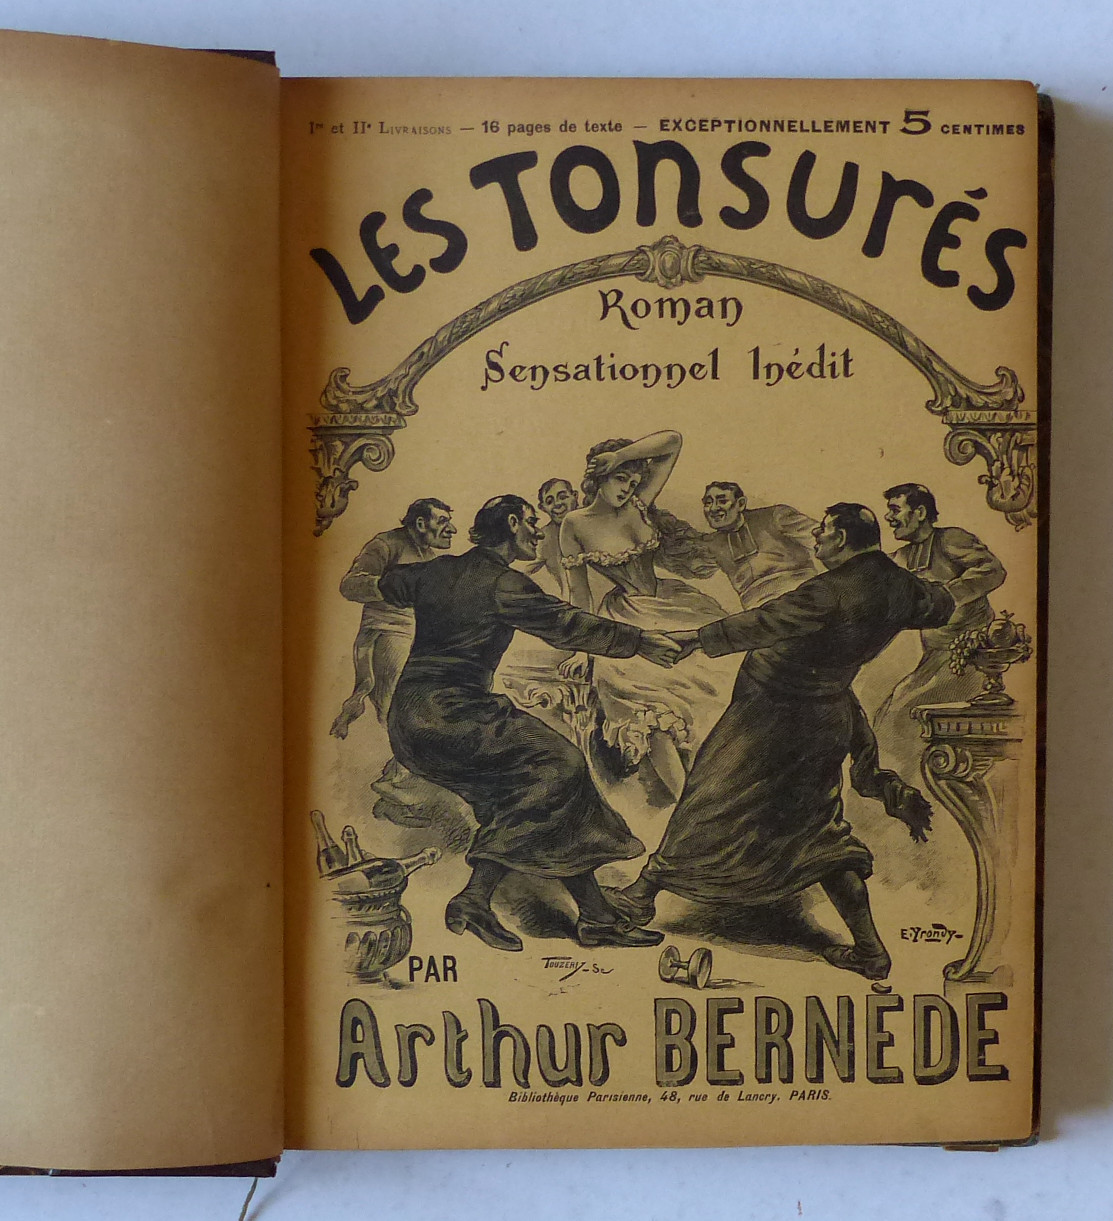 Iʳᵉ et IIᵉ LIVRAISONS — 16 pages de texte — EXCEPTIONNELLEMENT 5 CENTIMES
LES TONSURÉS
Roman
Sensationnel Inédit
E. Yrondy
PAR
Arthur BERNÈDE
Bibliothèque Parisienne, 48, rue de Lancry. PARIS.